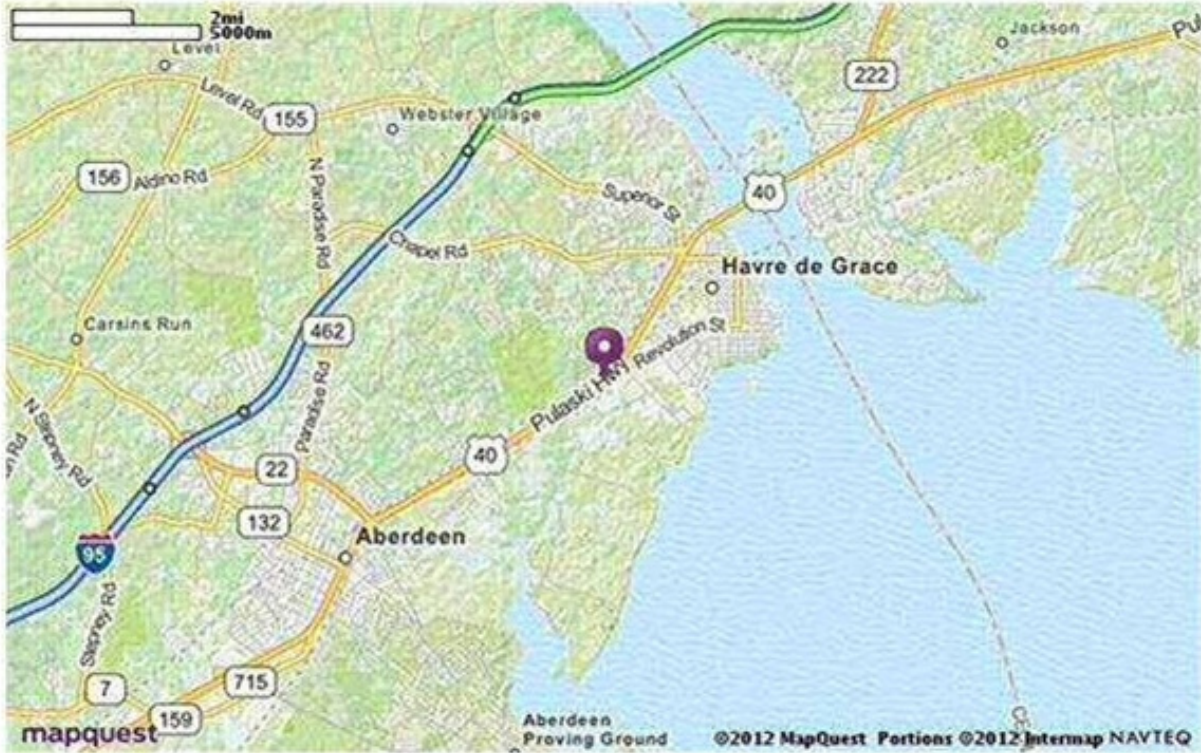 2mi
5000m
Level
Jackson
222
Level Rd
155
Webster Village
156
Aldino Rd
N Paradise Rd
Superior St
40
Chapel Rd
Havre de Grace
Carsins Run
462
Revolution St
Pulaski Hwy
Paradise Rd
N Stepney Rd
40
22
132
Aberdeen
95
Stepney Rd
7
715
159
mapquest
Aberdeen
Proving Ground
©2012 MapQuest Portions ©2012 Intermap NAVTEQ